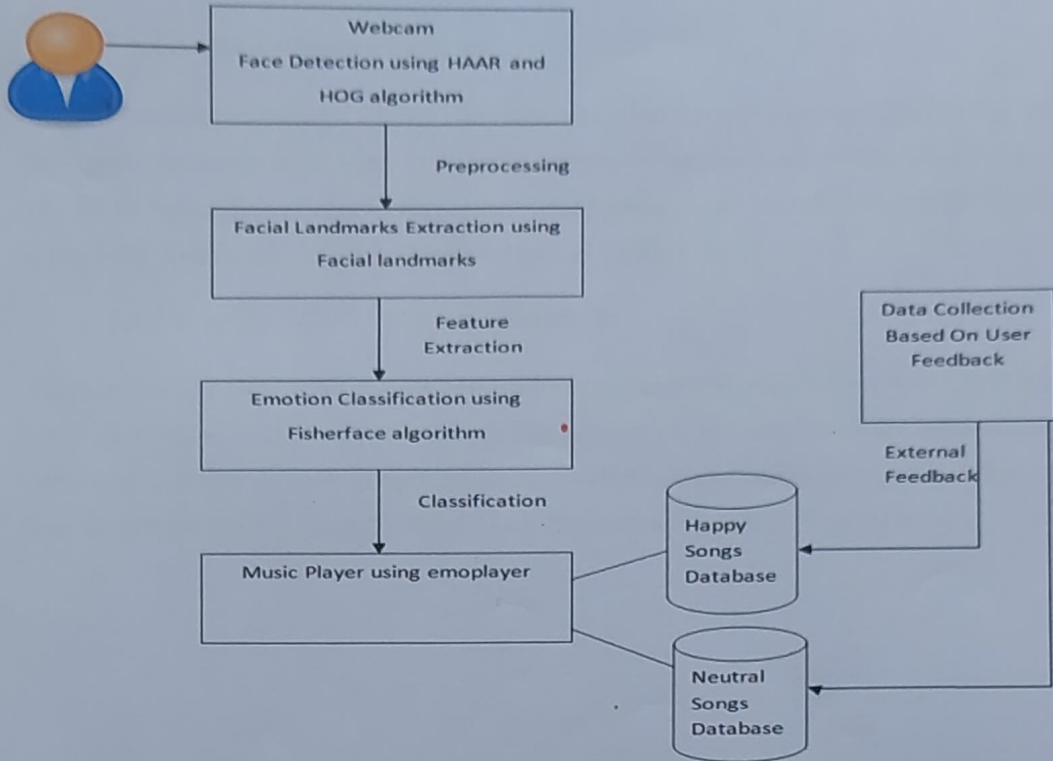 Webcam
Face Detection using HAAR and
HOG algorithm
Preprocessing
Facial Landmarks Extraction using
Facial landmarks
Feature
Extraction
Emotion Classification using
Fisherface algorithm
Classification
Music Player using emoplayer
Data Collection
Based On User
Feedback
External
Feedback
Happy
Songs
Database
Neutral
Songs
Database